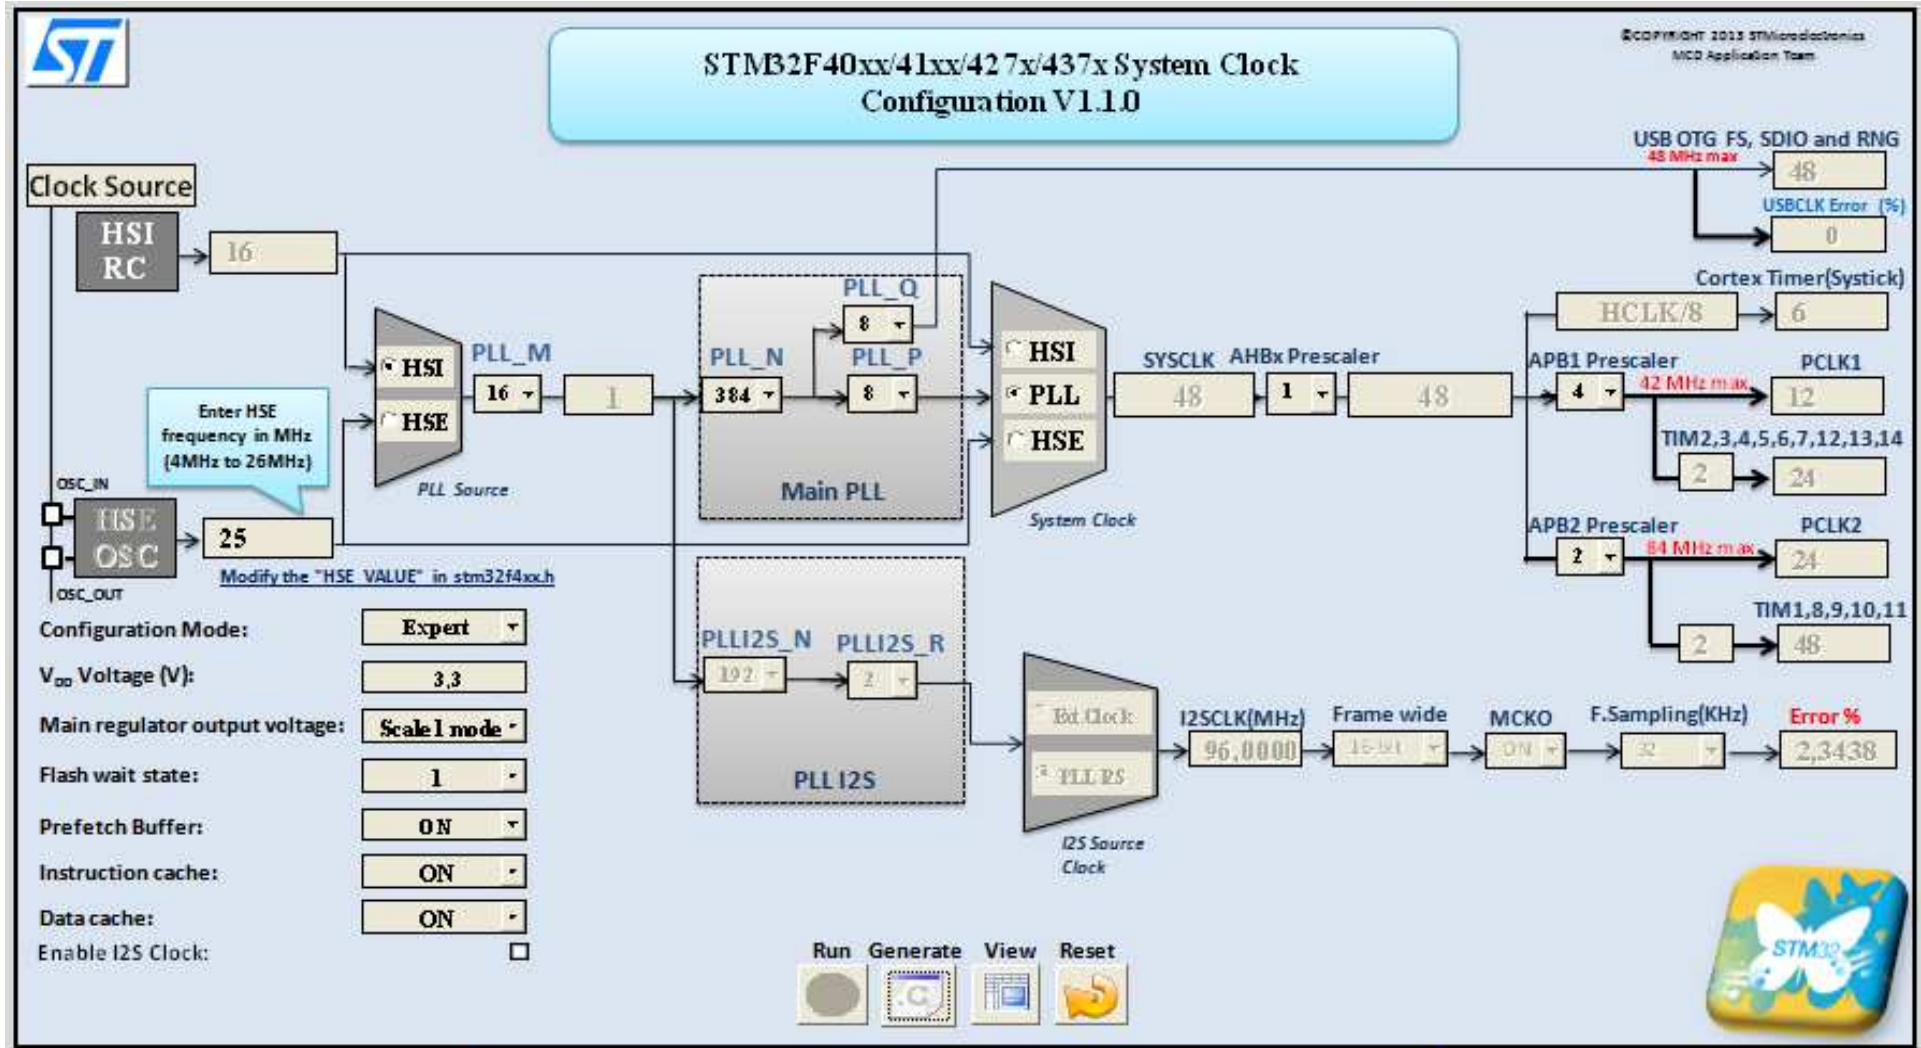 ST
STM32F40xx/41xx/427x/437x System Clock
Configuration V1.1.0
©COPYRIGHT 2013 STMicroelectronics
MCD Application Team
USB OTG FS, SDIO and RNG
48 MHz max
48
USBCLK Error (%)
0
Clock Source
HSI
RC
16
Cortex Timer(Systick)
HCLK/8
6
PLL_Q
8
PLL_M
16
1
PLL_N
384
PLL_P
8
HSI
HSE
PLL Source
Main PLL
HSI
PLL
HSE
System Clock
SYSCLK
48
AHBx Prescaler
1
48
APB1 Prescaler
4
42 MHz max
PCLK1
12
TIM2,3,4,5,6,7,12,13,14
2
24
APB2 Prescaler
2
84 MHz max
PCLK2
24
TIM1,8,9,10,11
2
48
Enter HSE
frequency in MHz
(4MHz to 26MHz)
OSC_IN
HSE
OSC
25
OSC_OUT
Modify the "HSE_VALUE" in stm32f4xx.h
Configuration Mode:
Expert
VDD Voltage (V):
3,3
Main regulator output voltage:
Scale1 mode
Flash wait state:
1
Prefetch Buffer:
ON
Instruction cache:
ON
Data cache:
ON
Enable I2S Clock:
PLLI2S_N
192
PLLI2S_R
2
PLL I2S
Ext.Clock
PLL I2S
I2S Source
Clock
I2SCLK(MHz)
96,0000
Frame wide
16-bit
MCKO
ON
F.Sampling(KHz)
32
Error %
2,3438
Run
Generate
View
Reset
.C
STM32